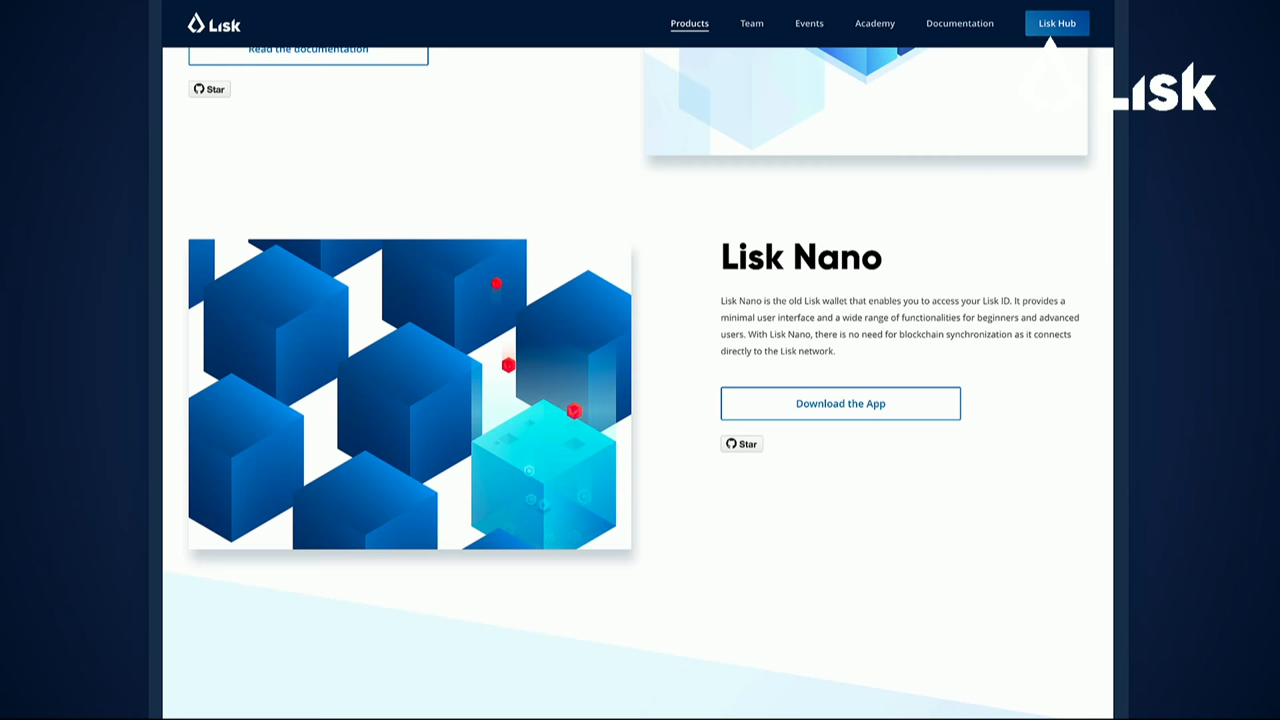 Lisk
Products
Team
Events
Academy
Documentation
Lisk Hub
Read the documentation
Star
Lisk
Lisk Nano
Lisk Nano is the old Lisk wallet that enables you to access your Lisk ID. It provides a
minimal user interface and a wide range of functionalities for beginners and advanced
users. With Lisk Nano, there is no need for blockchain synchronization as it connects
directly to the Lisk network.
Download the App
Star